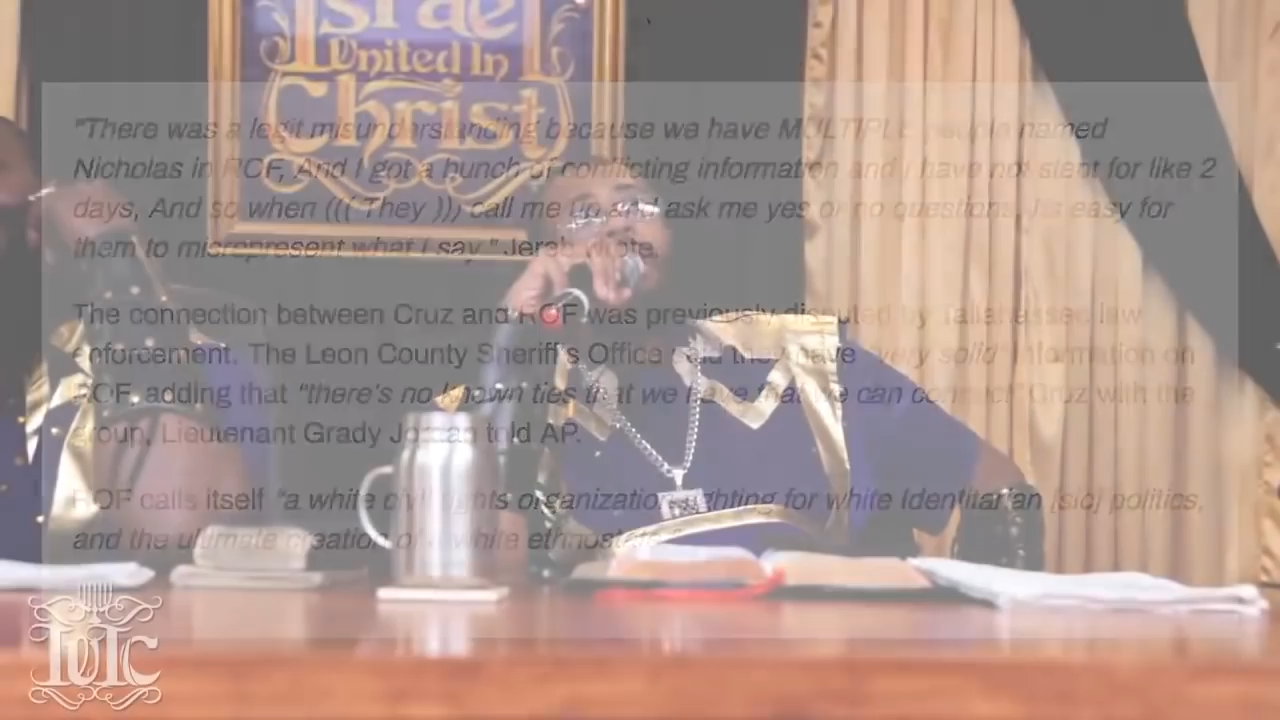 Israel
United In
Christ
"There was a legit misunderstanding because we have MULTIPLE people named
Nicholas in ROF, And I got a bunch of conflicting information and I have not slept for like 2
days, And so when ((( They ))) call me up and ask me yes or no questions, its easy for
them to misrepresent what I say," Jereb wrote.
The connection between Cruz and ROF was previously disputed by Tallahassee law
enforcement. The Leon County Sheriff's Office said they have "very solid" information on
ROF, adding that "there's no known ties that we have that we can connect" Cruz with the
group, Lieutenant Grady Jordan told AP.
ROF calls itself "a white civil rights organization fighting for white Identitarian [sic] politics,
and the ultimate creation of a white ethnostate."
IUIC